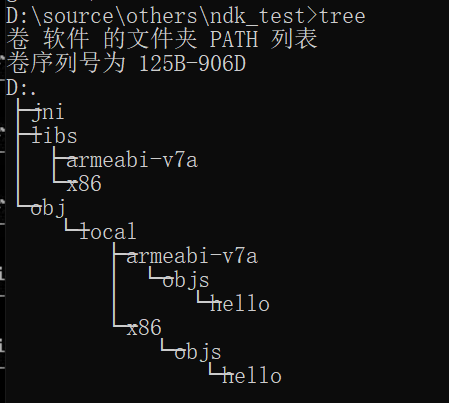 D:\source\others\ndk_test>tree
卷 软件 的文件夹 PATH 列表
卷序列号为 125B-906D
D:.
├─jni
├─libs
│  ├─armeabi-v7a
│  └─x86
└─obj
    └─local
        ├─armeabi-v7a
        │  └─objs
        │      └─hello
        └─x86
            └─objs
                └─hello